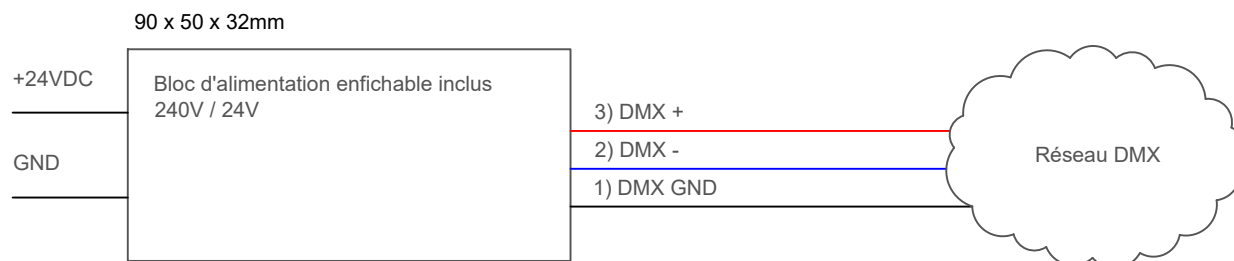 90 x 50 x 32mm
+24VDC
Bloc d'alimentation enfichable inclus
240V / 24V
3) DMX +
2) DMX -
GND
Réseau DMX
1) DMX GND